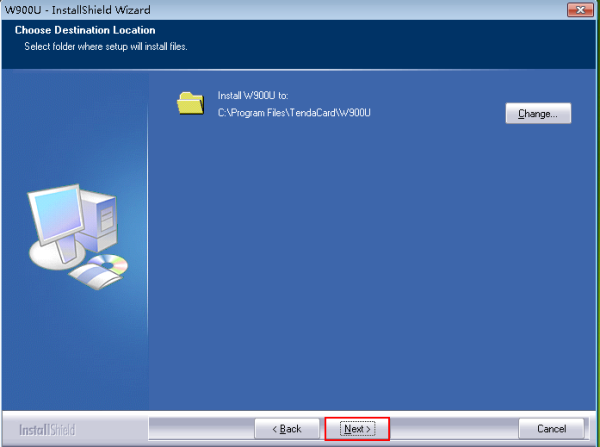 W900U - InstallShield Wizard
Choose Destination Location
Select folder where setup will install files.
Install W900U to:
C:\Program Files\TendaCard\W900U
Change...
InstallShield
< Back
Next >
Cancel